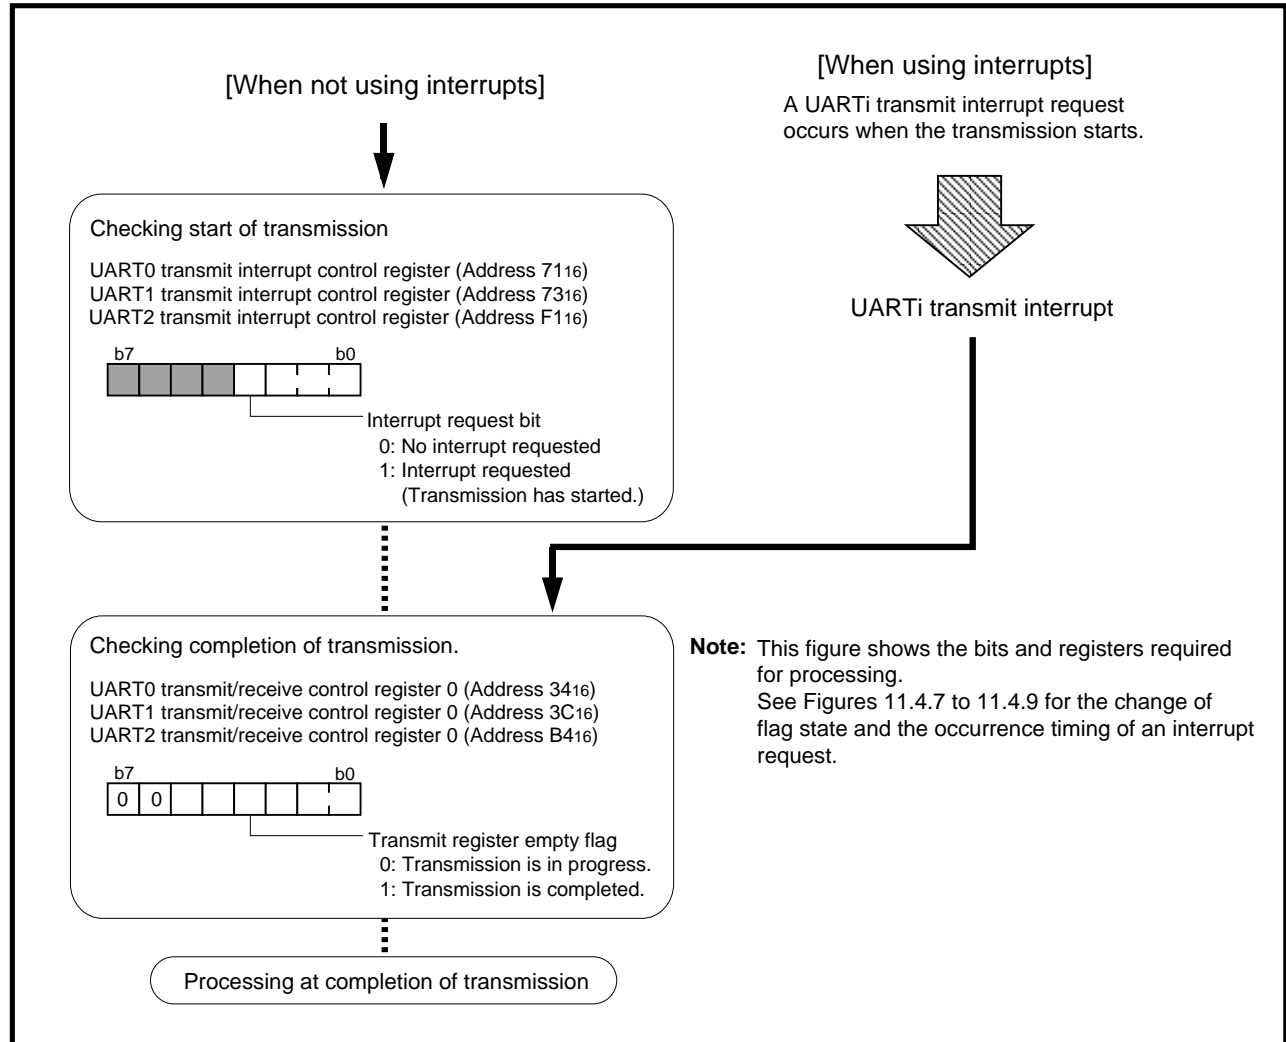 [When not using interrupts]
[When using interrupts]
A UARTi transmit interrupt request
occurs when the transmission starts.
UARTi transmit interrupt
Checking start of transmission
UART0 transmit interrupt control register (Address 7116)
UART1 transmit interrupt control register (Address 7316)
UART2 transmit interrupt control register (Address F116)
b7 b0
Interrupt request bit
0: No interrupt requested
1: Interrupt requested
(Transmission has started.)
Checking completion of transmission.
UART0 transmit/receive control register 0 (Address 3416)
UART1 transmit/receive control register 0 (Address 3C16)
UART2 transmit/receive control register 0 (Address B416)
b7 b0
0 0
Transmit register empty flag
0: Transmission is in progress.
1: Transmission is completed.
Note: This figure shows the bits and registers required
for processing.
See Figures 11.4.7 to 11.4.9 for the change of
flag state and the occurrence timing of an interrupt
request.
Processing at completion of transmission